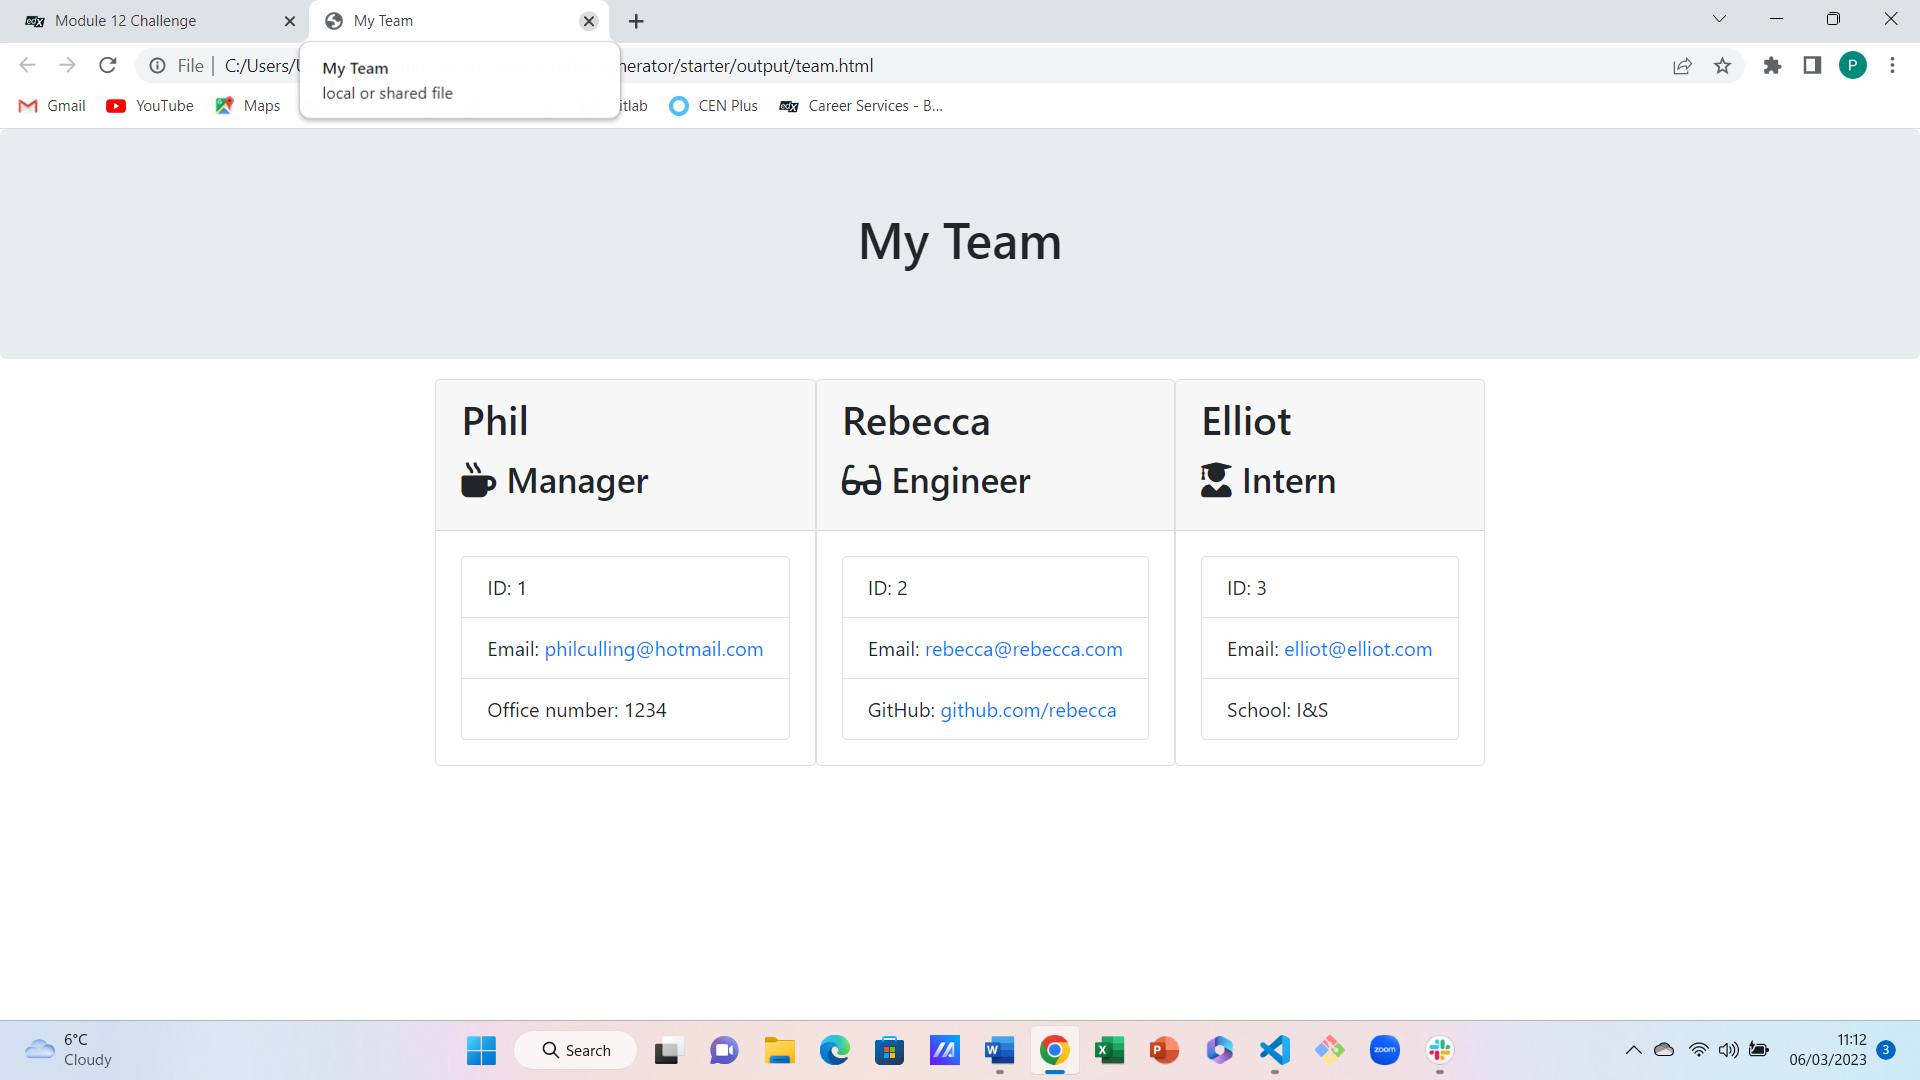 Module 12 Challenge
My Team
File | C:/Users/
nerator/starter/output/team.html
P
My Team
local or shared file
Gmail
YouTube
Maps
itlab
CEN Plus
Career Services - B...
My Team
Phil
Manager
ID: 1
Email: philculling@hotmail.com
Office number: 1234
Rebecca
Engineer
ID: 2
Email: rebecca@rebecca.com
GitHub: github.com/rebecca
Elliot
Intern
ID: 3
Email: elliot@elliot.com
School: I&S
6°C
Cloudy
Search
zoom
11:12
06/03/2023
3